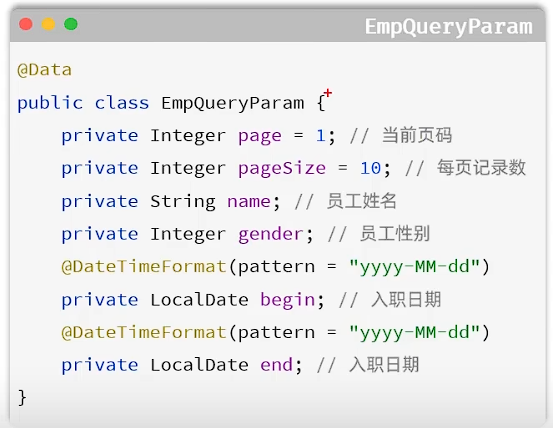 EmpQueryParam
@Data
public class EmpQueryParam {
private Integer page = 1; // 当前页码
private Integer pageSize = 10; // 每页记录数
private String name; // 员工姓名
private Integer gender; // 员工性别
@DateTimeFormat(pattern = "yyyy-MM-dd")
private LocalDate begin; // 入职日期
@DateTimeFormat(pattern = "yyyy-MM-dd")
private LocalDate end; // 入职日期
}